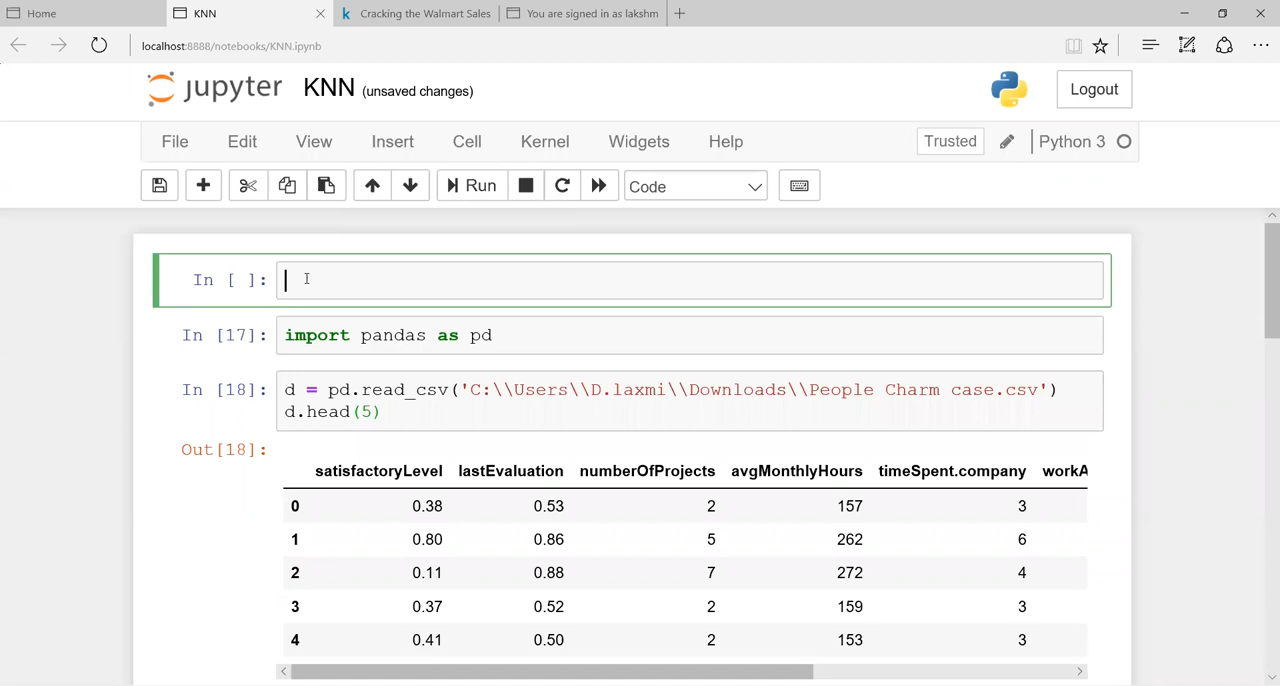 Home KNN Cracking the Walmart Sales You are signed in as lakshm
localhost:8888/notebooks/KNN.ipynb
jupyter KNN (unsaved changes) Logout
File Edit View Insert Cell Kernel Widgets Help Trusted Python 3
Run Code
In [ ]:
In [17]: import pandas as pd
In [18]: d = pd.read_csv('C:\\Users\\D.laxmi\\Downloads\\People Charm case.csv')
d.head(5)
Out[18]:
satisfactoryLevel lastEvaluation numberOfProjects avgMonthlyHours timeSpent.company workA
0 0.38 0.53 2 157 3
1 0.80 0.86 5 262 6
2 0.11 0.88 7 272 4
3 0.37 0.52 2 159 3
4 0.41 0.50 2 153 3